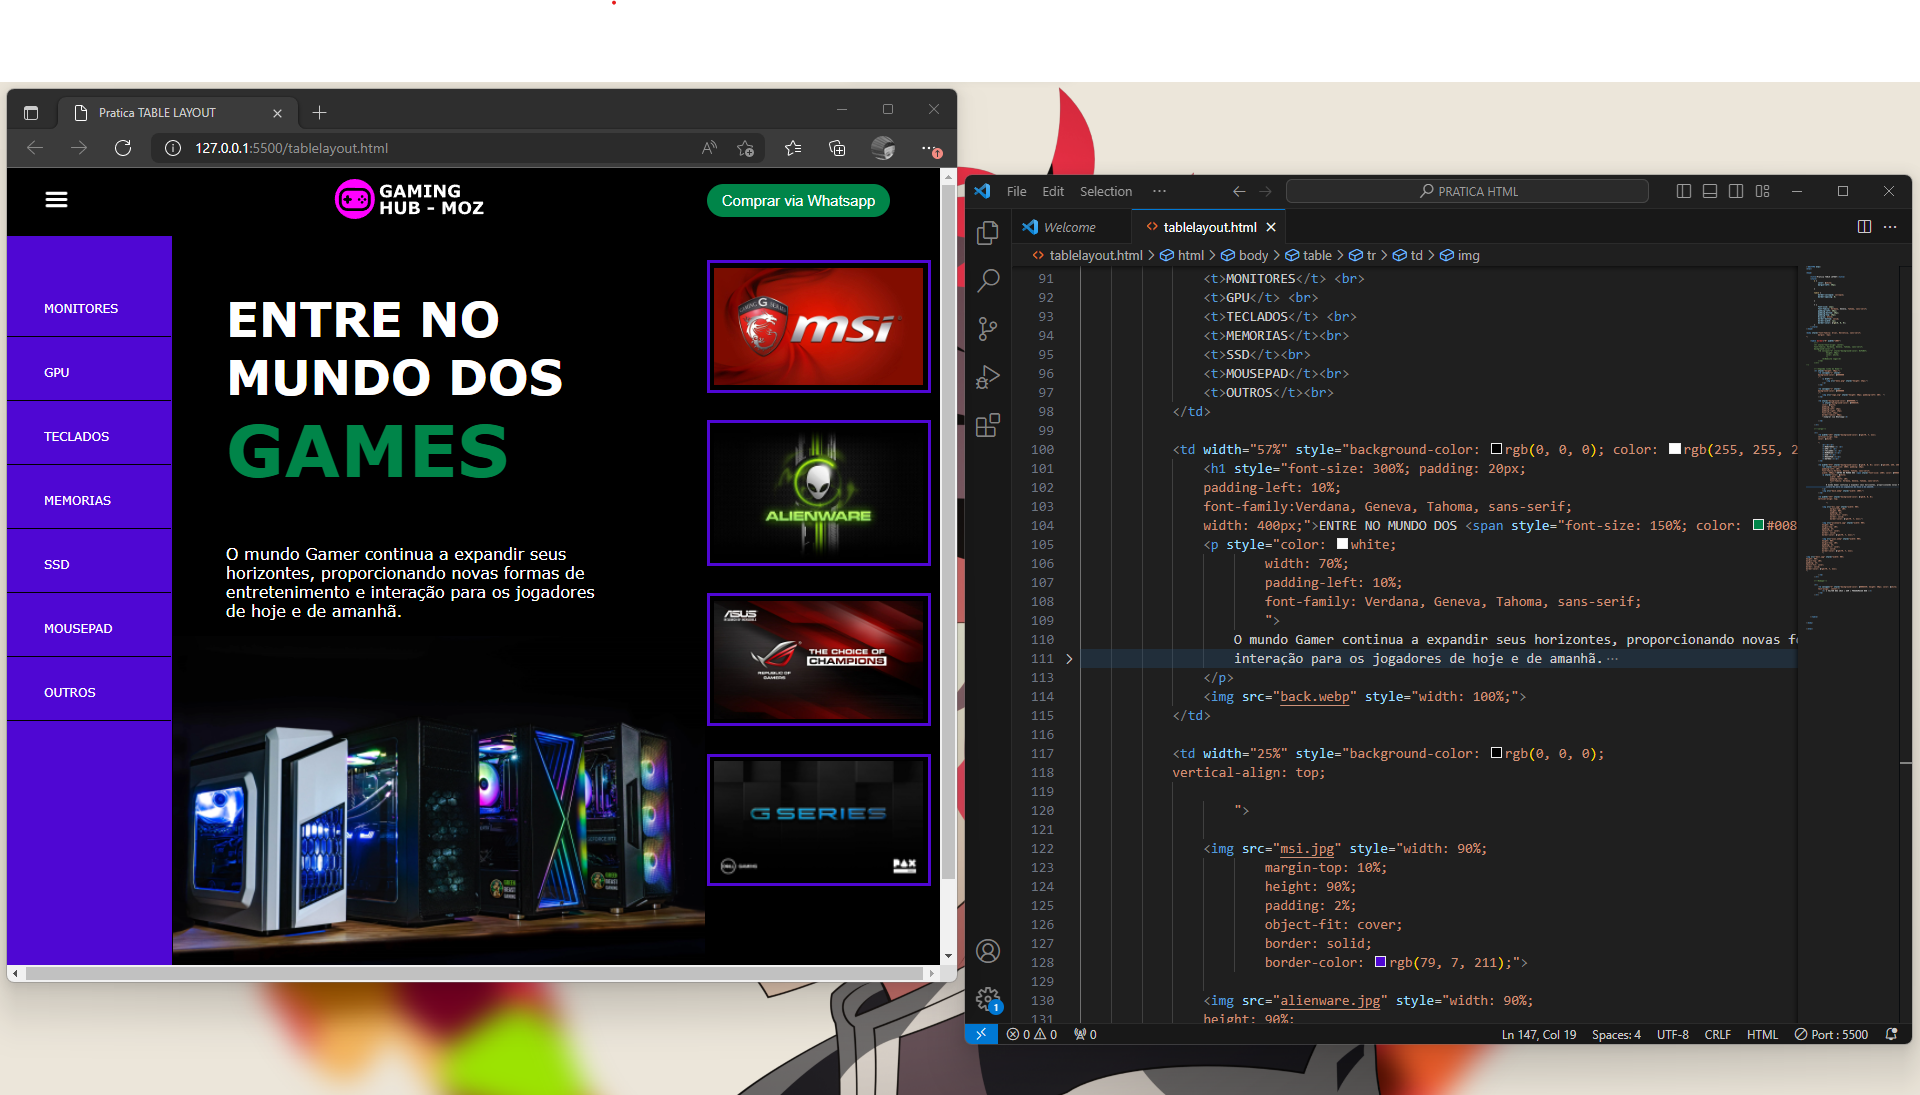 Pratica TABLE LAYOUT
127.0.0.1:5500/tablelayout.html
GAMING
HUB - MOZ
Comprar via Whatsapp
MONITORES
GPU
TECLADOS
MEMORIAS
SSD
MOUSEPAD
OUTROS
ENTRE NO
MUNDO DOS
GAMES
O mundo Gamer continua a expandir seus
horizontes, proporcionando novas formas de
entretenimento e interação para os jogadores
de hoje e de amanhã.
GAMING G SERIES
msi
ALIENWARE
ASUS
REPUBLIC OF
GAMERS
THE CHOICE OF
CHAMPIONS
G SERIES
DELL GAMING
PAX
File Edit Selection ···
PRATICA HTML
Welcome
tablelayout.html
tablelayout.html > html > body > table > tr > td > img
91 <t>MONITORES</t> <br>
92 <t>GPU</t> <br>
93 <t>TECLADOS</t> <br>
94 <t>MEMORIAS</t><br>
95 <t>SSD</t><br>
96 <t>MOUSEPAD</t><br>
97 <t>OUTROS</t><br>
98 </td>
99
100 <td width="57%" style="background-color: rgb(0, 0, 0); color: rgb(255, 255, 2
101 <h1 style="font-size: 300%; padding: 20px;
102 padding-left: 10%;
103 font-family:Verdana, Geneva, Tahoma, sans-serif;
104 width: 400px;">ENTRE NO MUNDO DOS <span style="font-size: 150%; color: #008
105 <p style="color: white;
106 width: 70%;
107 padding-left: 10%;
108 font-family: Verdana, Geneva, Tahoma, sans-serif;
109 ">
110 O mundo Gamer continua a expandir seus horizontes, proporcionando novas fo
111 interação para os jogadores de hoje e de amanhã. ···
113 </p>
114 <img src="back.webp" style="width: 100%;">
115 </td>
116
117 <td width="25%" style="background-color: rgb(0, 0, 0);
118 vertical-align: top;
119
120 ">
121
122 <img src="msi.jpg" style="width: 90%;
123 margin-top: 10%;
124 height: 90%;
125 padding: 2%;
126 object-fit: cover;
127 border: solid;
128 border-color: rgb(79, 7, 211);">
129
130 <img src="alienware.jpg" style="width: 90%;
131 height: 90%;
1
0 0 0
Ln 147, Col 19 Spaces: 4 UTF-8 CRLF HTML Port : 5500